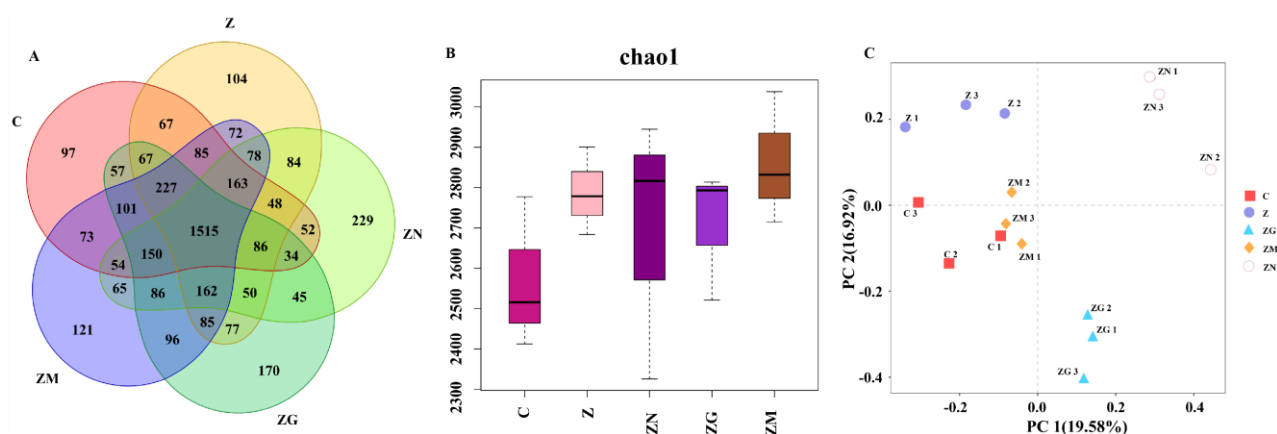 A
Z
104
C
67
72
97
85
78
84
57
67
163
227
48
229
ZN
101
52
73
1515
86
34
54
150
65
86
162
50
45
121
85
77
96
170
ZM
ZG
B
chao1
3000
2900
2800
2700
2600
2500
2400
2300
C
Z
ZN
ZG
ZM
C
PC 2(16.92%)
0.2
0.0
-0.2
-0.4
ZN 1
ZN 3
Z 3
Z 2
Z 1
ZN 2
ZM 2
C 3
ZM 3
C 1
C 2
ZM 1
ZG 2
ZG 1
ZG 3
-0.2
0.0
0.2
0.4
PC 1(19.58%)
C
Z
ZG
ZM
ZN